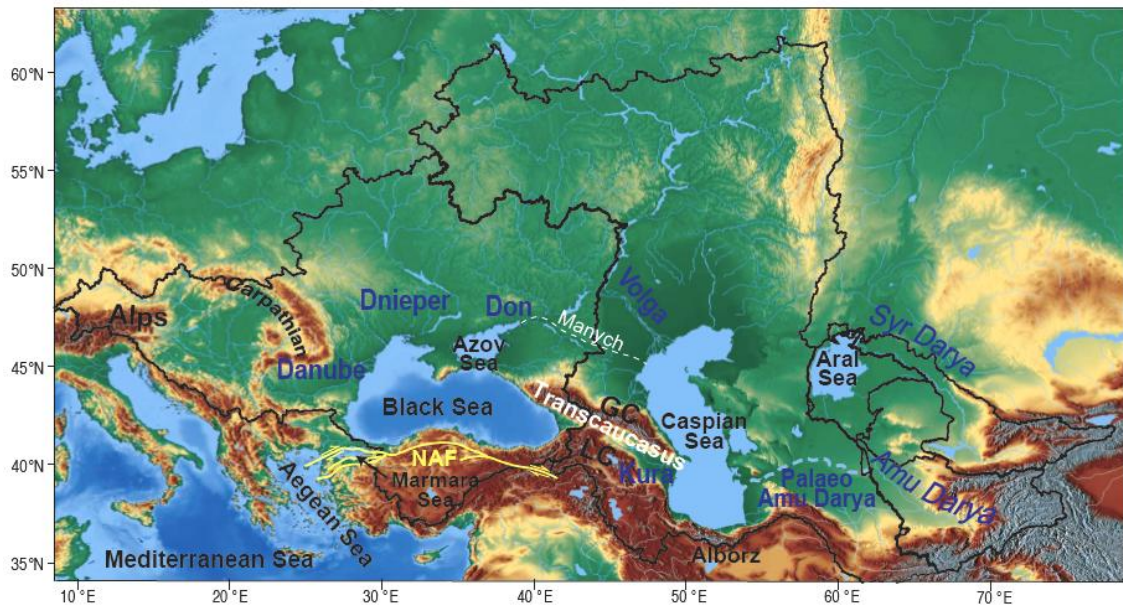 60°N
55°N
50°N
45°N
40°N
35°N
Alps
Carpathian
Danube
Dnieper
Don
Volga
Manych
Azov
Sea
Black Sea
GC
Transcaucasus
LC
Kura
Caspian
Sea
Aral
Sea
Syr Darya
Amu Darya
Palaeo
Amu Darya
NAF
Marmara
Sea
Aegean Sea
Mediterranean Sea
Alborz
10°E
20°E
30°E
40°E
50°E
60°E
70°E